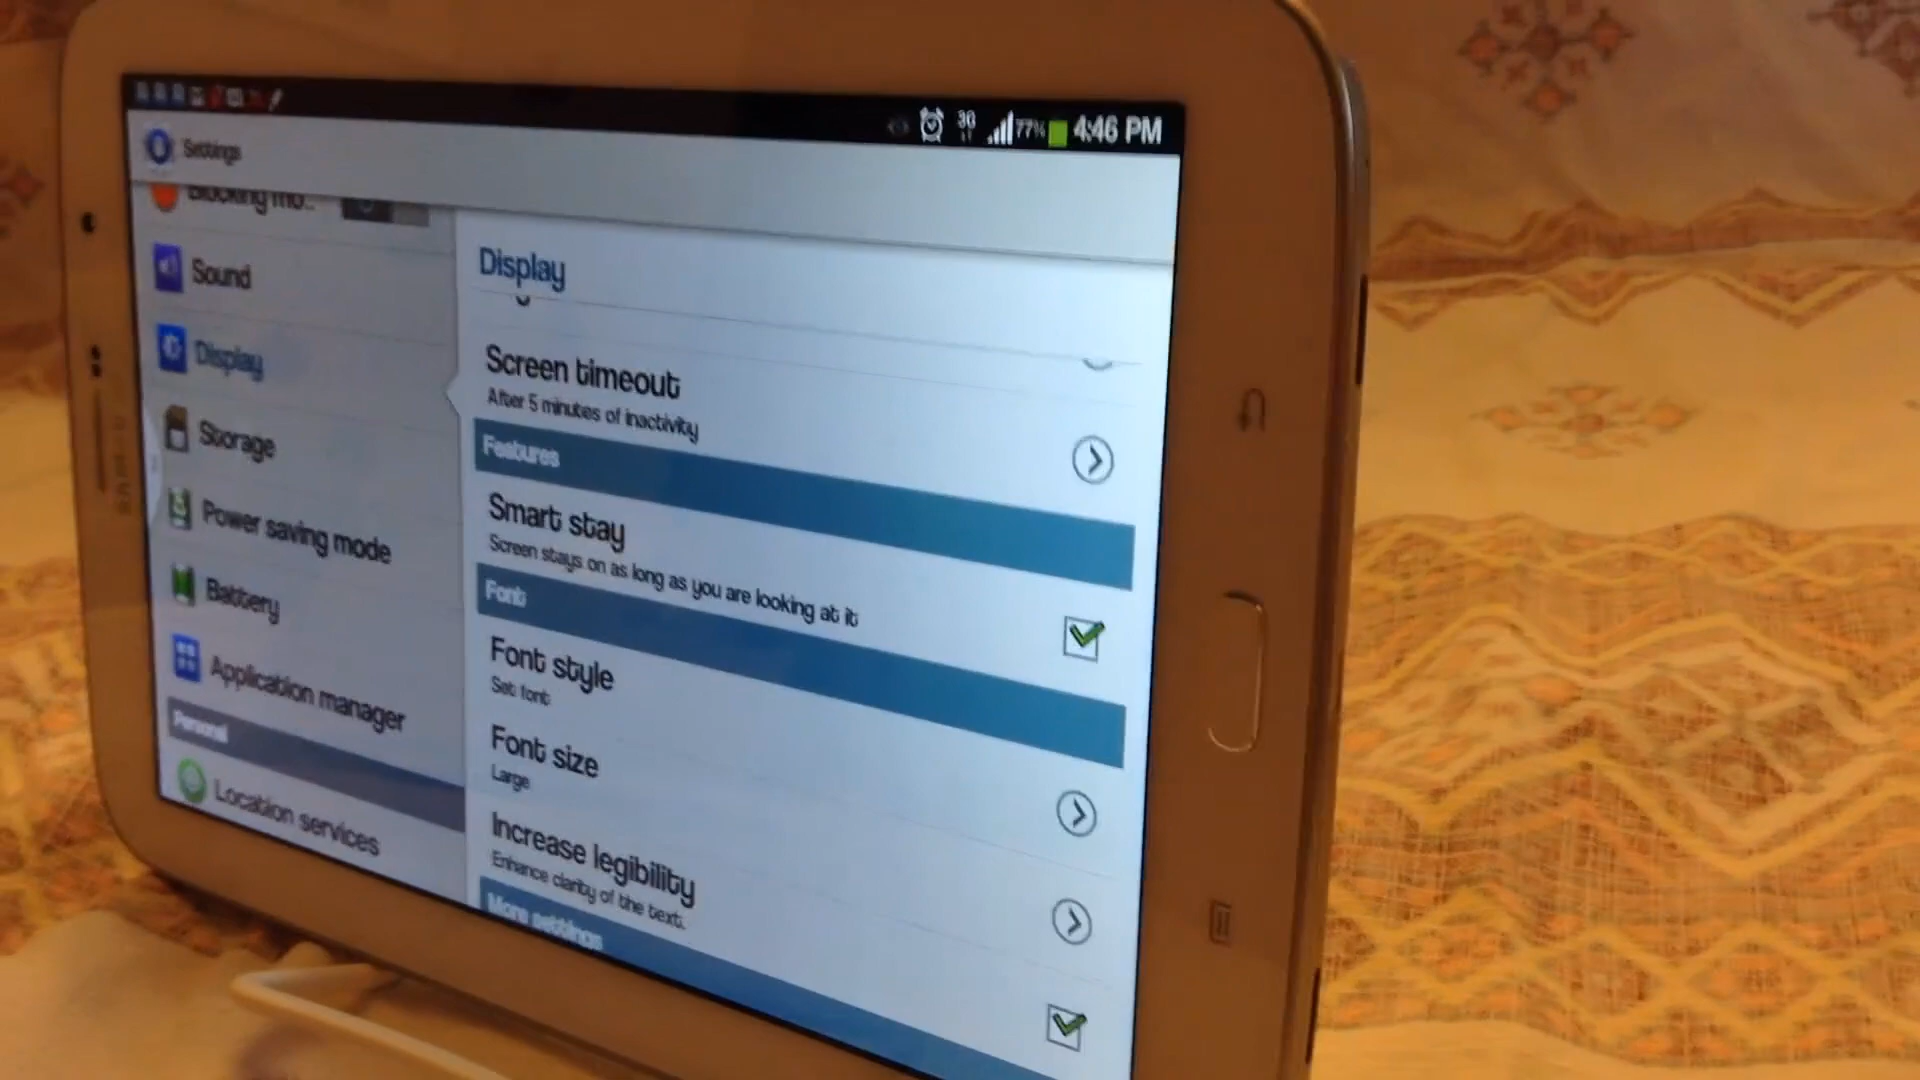 3G
77%
4:46 PM
Settings
Blocking mo..
Sound
Display
Storage
Power saving mode
Battery
Application manager
Personal
Location services
Display
Screen timeout
After 5 minutes of inactivity
Features
Smart stay
Screen stays on as long as you are looking at it
Font
Font style
Set font
Font size
Large
Increase legibility
Enhance clarity of the text.
More settings